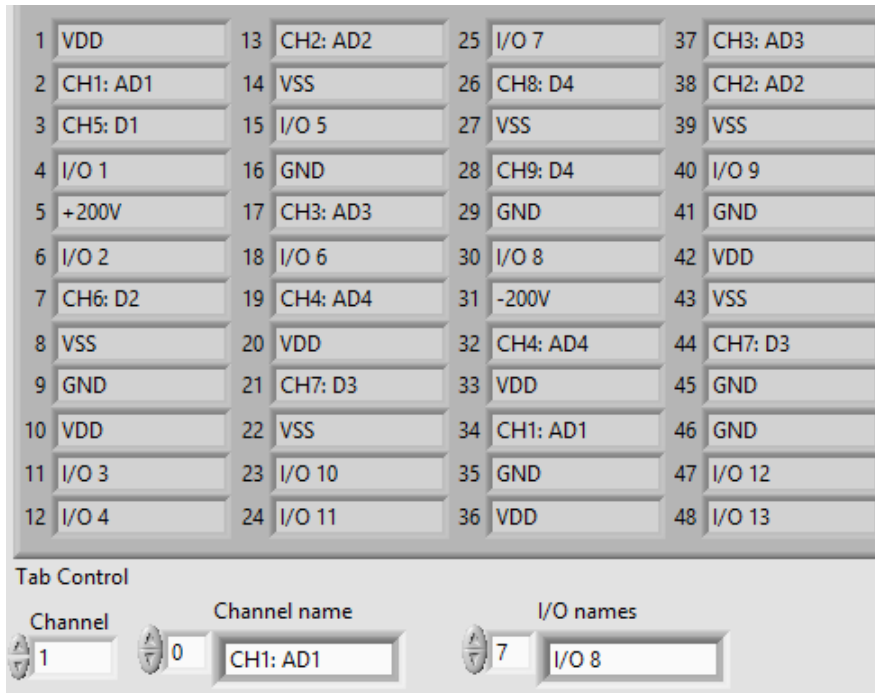 1 VDD 13 CH2: AD2 25 I/O 7 37 CH3: AD3
2 CH1: AD1 14 VSS 26 CH8: D4 38 CH2: AD2
3 CH5: D1 15 I/O 5 27 VSS 39 VSS
4 I/O 1 16 GND 28 CH9: D4 40 I/O 9
5 +200V 17 CH3: AD3 29 GND 41 GND
6 I/O 2 18 I/O 6 30 I/O 8 42 VDD
7 CH6: D2 19 CH4: AD4 31 -200V 43 VSS
8 VSS 20 VDD 32 CH4: AD4 44 CH7: D3
9 GND 21 CH7: D3 33 VDD 45 GND
10 VDD 22 VSS 34 CH1: AD1 46 GND
11 I/O 3 23 I/O 10 35 GND 47 I/O 12
12 I/O 4 24 I/O 11 36 VDD 48 I/O 13
Tab Control
Channel Channel name I/O names
1 0 CH1: AD1 7 I/O 8